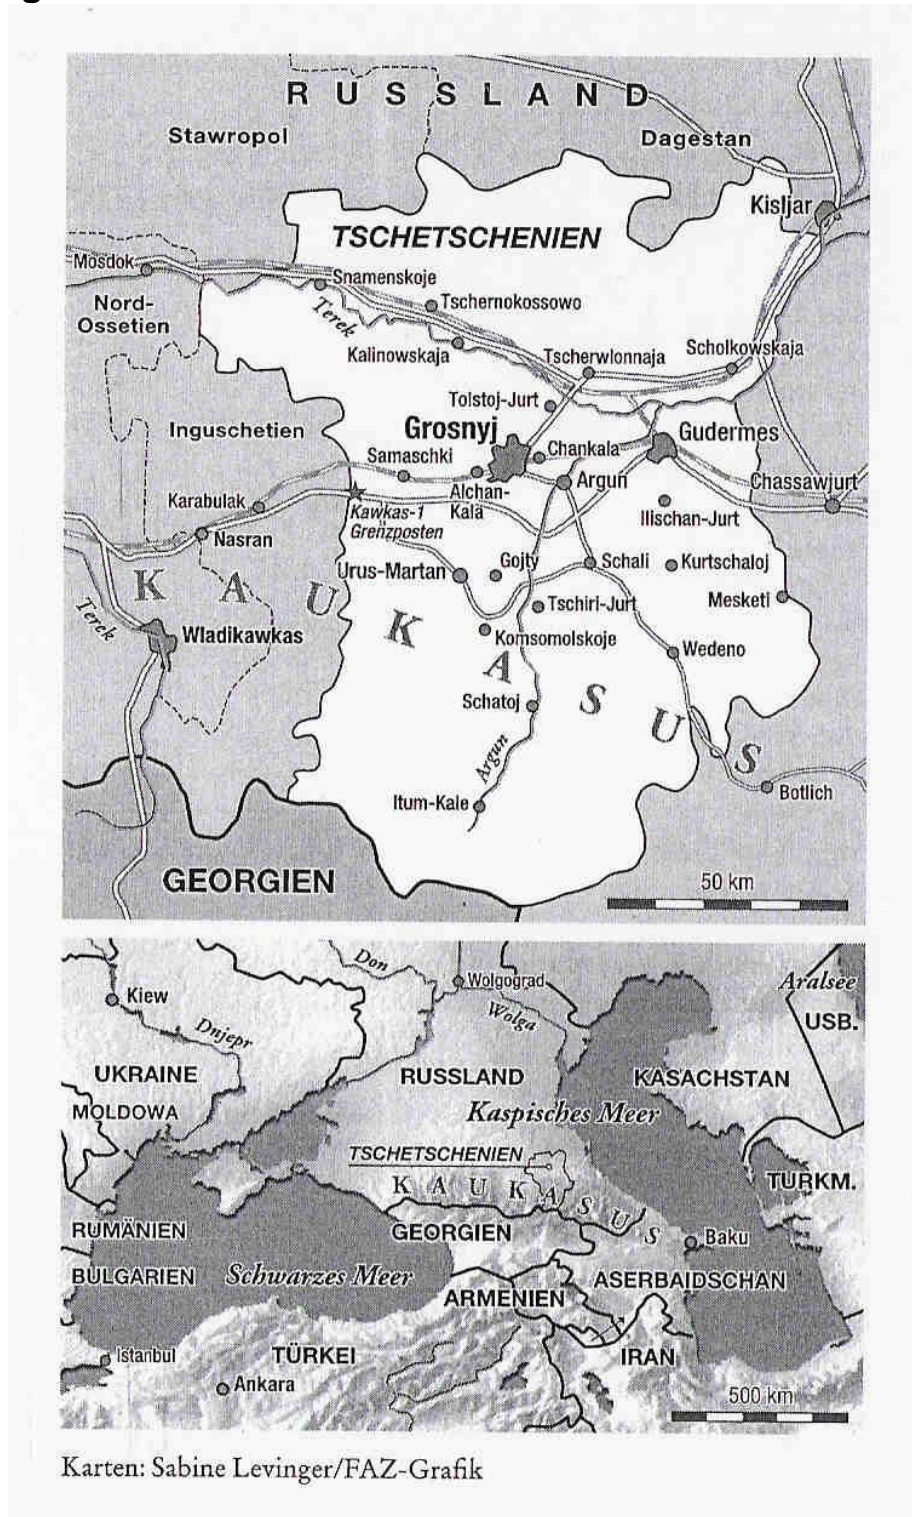 RUSSLAND
Stawropol
Dagestan
Kisljar
TSCHETSCHENIEN
Mosdok
Snamenskoje
Nord-
Ossetien
Terek
Tschernokossowo
Kalinowskaja
Tscherwlonnaja
Scholkowskaja
Tolstoj-Jurt
Grosnyj
Inguschetien
Gudermes
Samaschki
Chankala
Argun
Chassawjurt
Karabulak
Alchan-
Kala
Kawkas-1
Grenzposten
Ilischan-Jurt
Nasran
Urus-Martan
Gojty
Schali
Kurtschaloj
KAUKASUS
Terek
Tschiri-Jurt
Mesketi
Wladikawkas
Komsomolskoje
Wedeno
Schatoj
Argun
Itum-Kale
Botlich
GEORGIEN
50 km
Don
Wolgograd
Aralsee
Kiew
Wolga
USB.
Dnjepr
UKRAINE
RUSSLAND
KASACHSTAN
MOLDOWA
Kaspisches Meer
TSCHETSCHENIEN
KAUKASUS
TURKM.
RUMÄNIEN
GEORGIEN
Baku
BULGARIEN
Schwarzes Meer
ASERBAIDSCHAN
ARMENIEN
Istanbul
TÜRKEI
IRAN
Ankara
500 km
Karten: Sabine Levinger/FAZ-Grafik